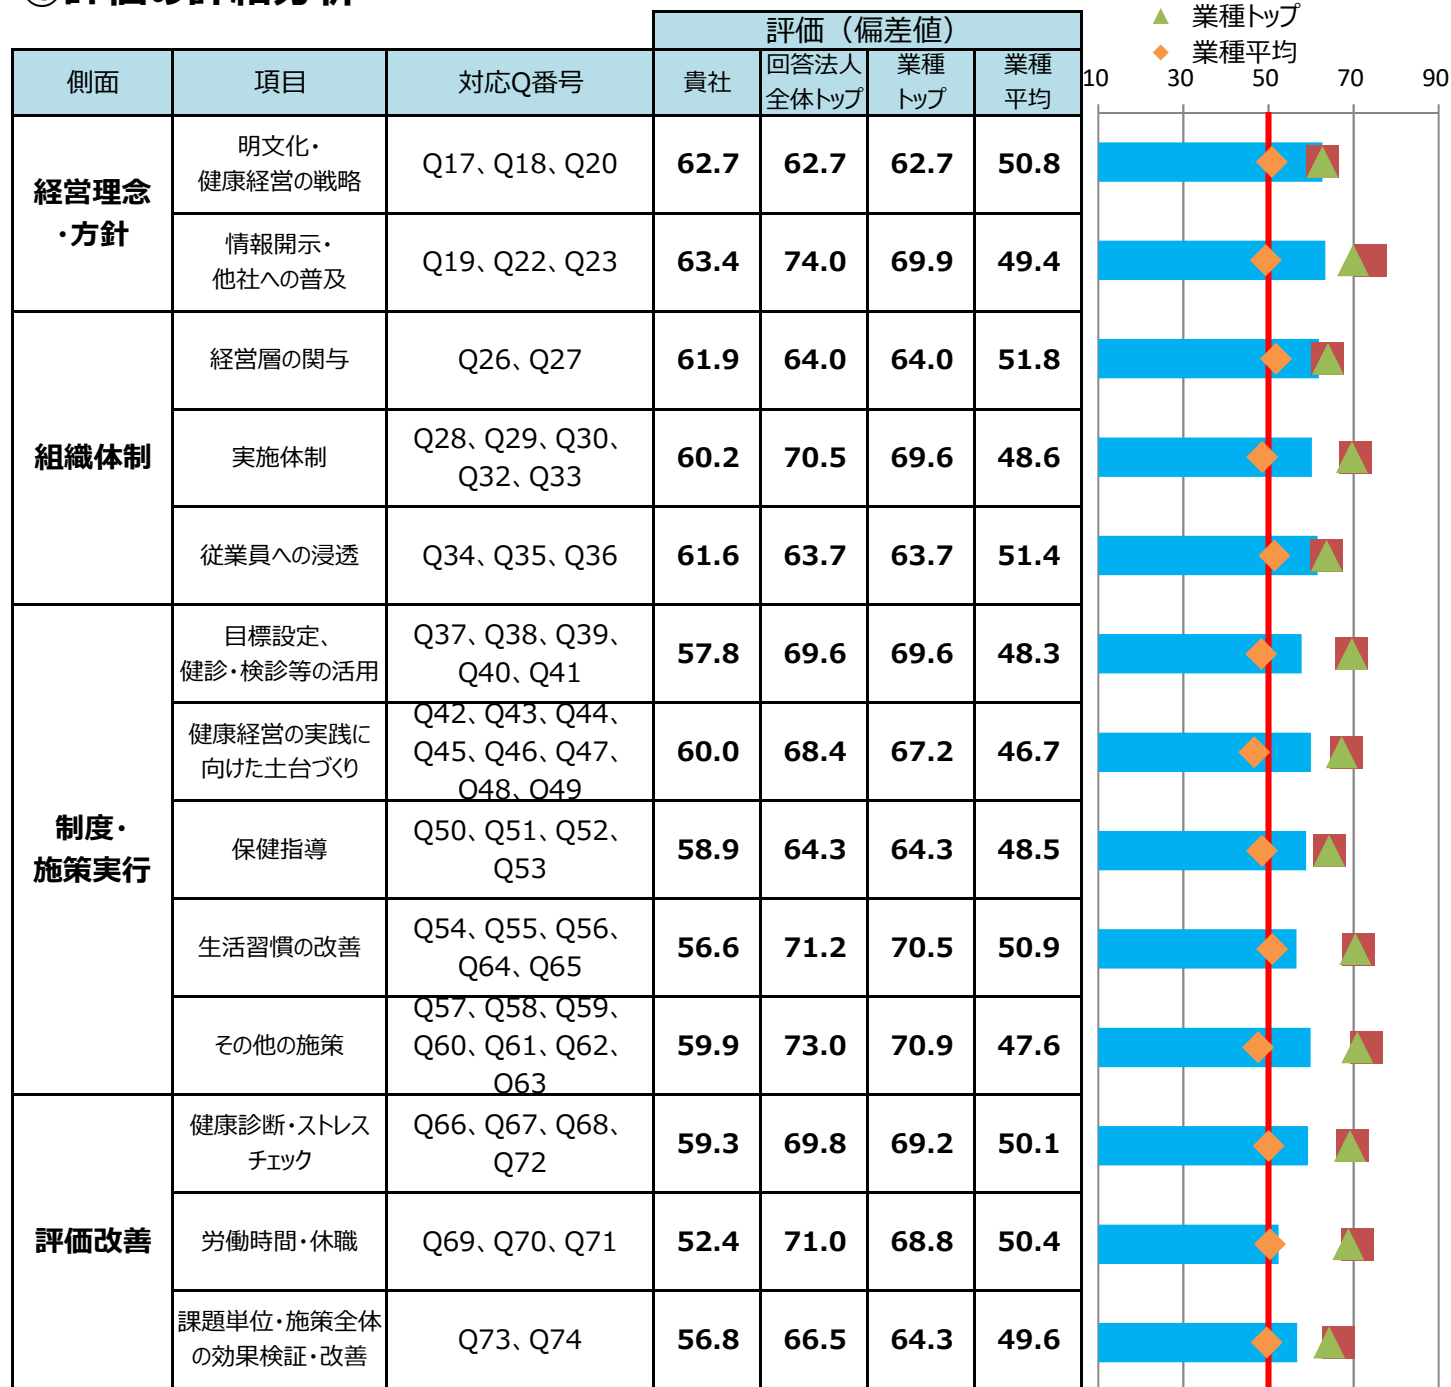 ①評価の詳細分析
▲ 業種トップ
◆ 業種平均
10 30 50 70 90
評価（偏差値）
側面 項目 対応Q番号 貴社 回答法人全体トップ 業種トップ 業種平均
経営理念
・方針
明文化・
健康経営の戦略
Q17、Q18、Q20
62.7 62.7 62.7 50.8
情報開示・
他社への普及
Q19、Q22、Q23
63.4 74.0 69.9 49.4
組織体制
経営層の関与
Q26、Q27
61.9 64.0 64.0 51.8
実施体制
Q28、Q29、Q30、
Q32、Q33
60.2 70.5 69.6 48.6
従業員への浸透
Q34、Q35、Q36
61.6 63.7 63.7 51.4
制度・
施策実行
目標設定、
健診・検診等の活用
Q37、Q38、Q39、
Q40、Q41
57.8 69.6 69.6 48.3
健康経営の実践に
向けた土台づくり
Q42、Q43、Q44、
Q45、Q46、Q47、
Q48、Q49
60.0 68.4 67.2 46.7
保健指導
Q50、Q51、Q52、
Q53
58.9 64.3 64.3 48.5
生活習慣の改善
Q54、Q55、Q56、
Q64、Q65
56.6 71.2 70.5 50.9
その他の施策
Q57、Q58、Q59、
Q60、Q61、Q62、
Q63
59.9 73.0 70.9 47.6
評価改善
健康診断・ストレス
チェック
Q66、Q67、Q68、
Q72
59.3 69.8 69.2 50.1
労働時間・休職
Q69、Q70、Q71
52.4 71.0 68.8 50.4
課題単位・施策全体
の効果検証・改善
Q73、Q74
56.8 66.5 64.3 49.6